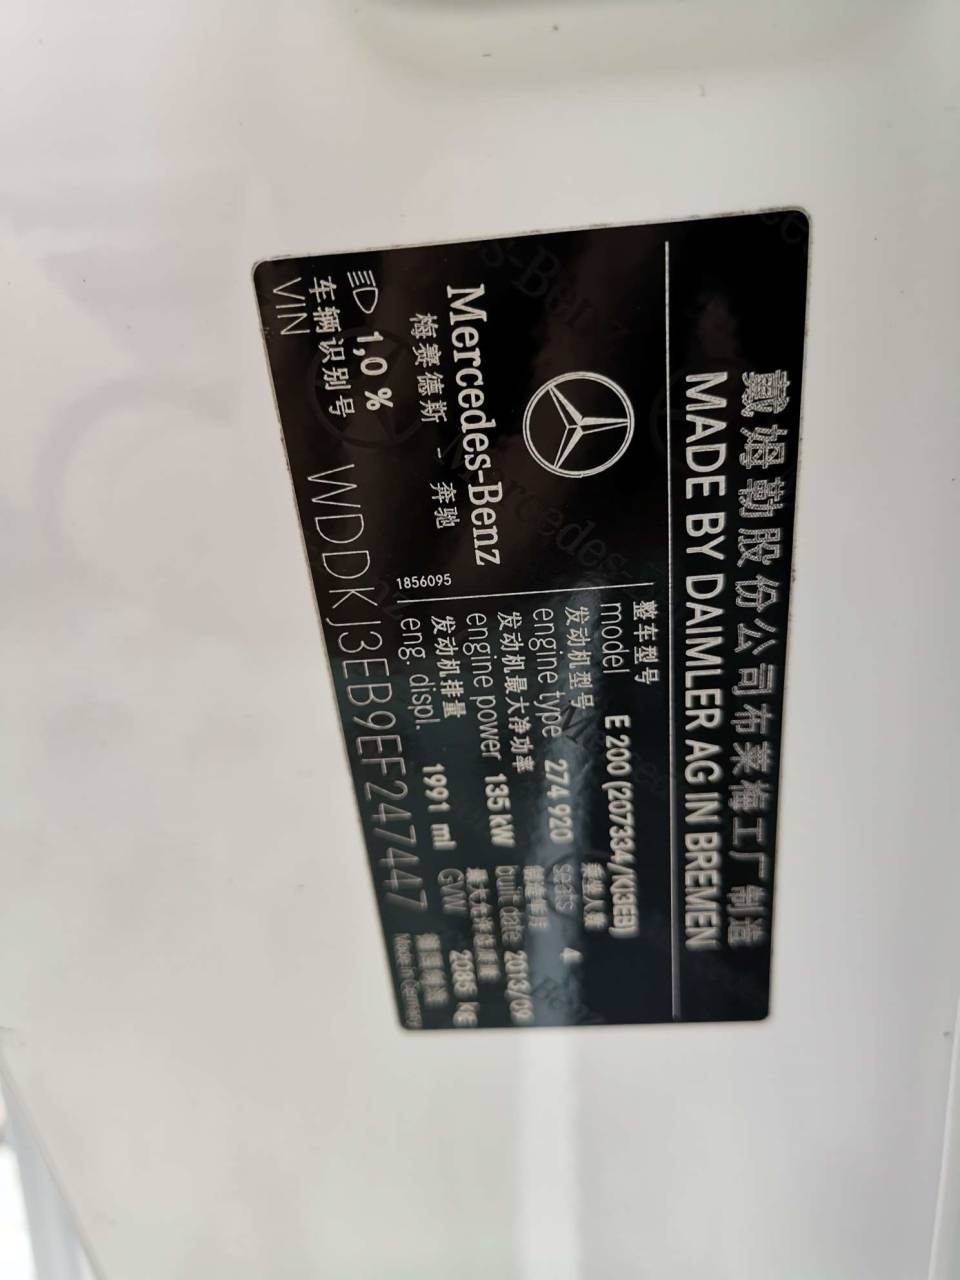 戴姆勒股份公司布莱梅工厂制造
MADE BY DAIMLER AG IN BREMEN
Mercedes-Benz
梅赛德斯 - 奔驰
1,0 %
1856095
整车型号
model E 200 (207334/KJ3EB)
发动机型号 乘坐人数
engine type 274 920 seats 4
发动机最大净功率 制造年月
engine power 135 kW built date 2013/09
发动机排量 最大允许总质量
eng. displ. 1991 ml GVW 2085 kg
车辆识别号 德国制造
VIN WDDKJ3EB9EF247447 Made in Germany